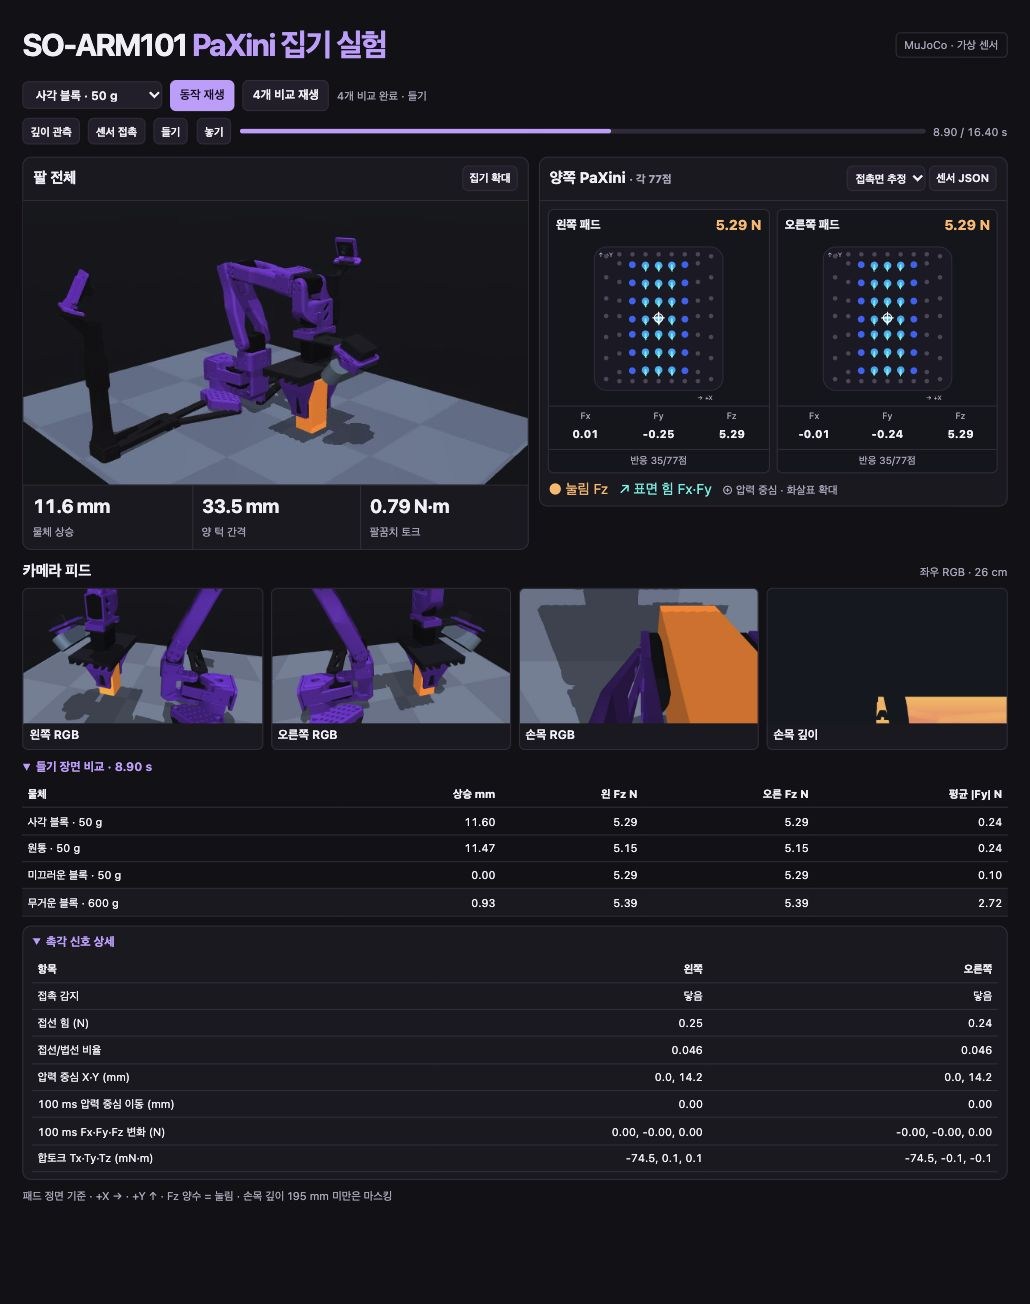 SO-ARM101 PaXini 집기 실험
MuJoCo · 가상 센서
사각 블록 · 50 g
동작 재생
4개 비교 재생
4개 비교 완료 · 들기
깊이 관측
센서 접촉
들기
놓기
8.90 / 16.40 s
팔 전체
집기 확대
11.6 mm
물체 상승
33.5 mm
양 턱 간격
0.79 N·m
팔꿈치 토크
양쪽 PaXini · 각 77점
접촉면 추정
센서 JSON
왼쪽 패드 5.29 N
→ +X
Fx Fy Fz
0.01 -0.25 5.29
반응 35/77점
오른쪽 패드 5.29 N
→ +X
Fx Fy Fz
-0.01 -0.24 5.29
반응 35/77점
눌림 Fz
↗ 표면 힘 Fx·Fy
⊕ 압력 중심 · 화살표 확대
카메라 피드
좌우 RGB · 26 cm
왼쪽 RGB
오른쪽 RGB
손목 RGB
손목 깊이
▼ 들기 장면 비교 · 8.90 s
물체 상승 mm 왼 Fz N 오른 Fz N 평균 |Fy| N
사각 블록 · 50 g 11.60 5.29 5.29 0.24
원통 · 50 g 11.47 5.15 5.15 0.24
미끄러운 블록 · 50 g 0.00 5.29 5.29 0.10
무거운 블록 · 600 g 0.93 5.39 5.39 2.72
▼ 촉각 신호 상세
항목 왼쪽 오른쪽
접촉 감지 닿음 닿음
접선 힘 (N) 0.25 0.24
접선/법선 비율 0.046 0.046
압력 중심 X·Y (mm) 0.0, 14.2 0.0, 14.2
100 ms 압력 중심 이동 (mm) 0.00 0.00
100 ms Fx·Fy·Fz 변화 (N) 0.00, -0.00, 0.00 -0.00, -0.00, 0.00
합토크 Tx·Ty·Tz (mN·m) -74.5, 0.1, 0.1 -74.5, -0.1, -0.1
패드 정면 기준 · +X → · +Y ↑ · Fz 양수 = 눌림 · 손목 깊이 195 mm 미만은 마스킹